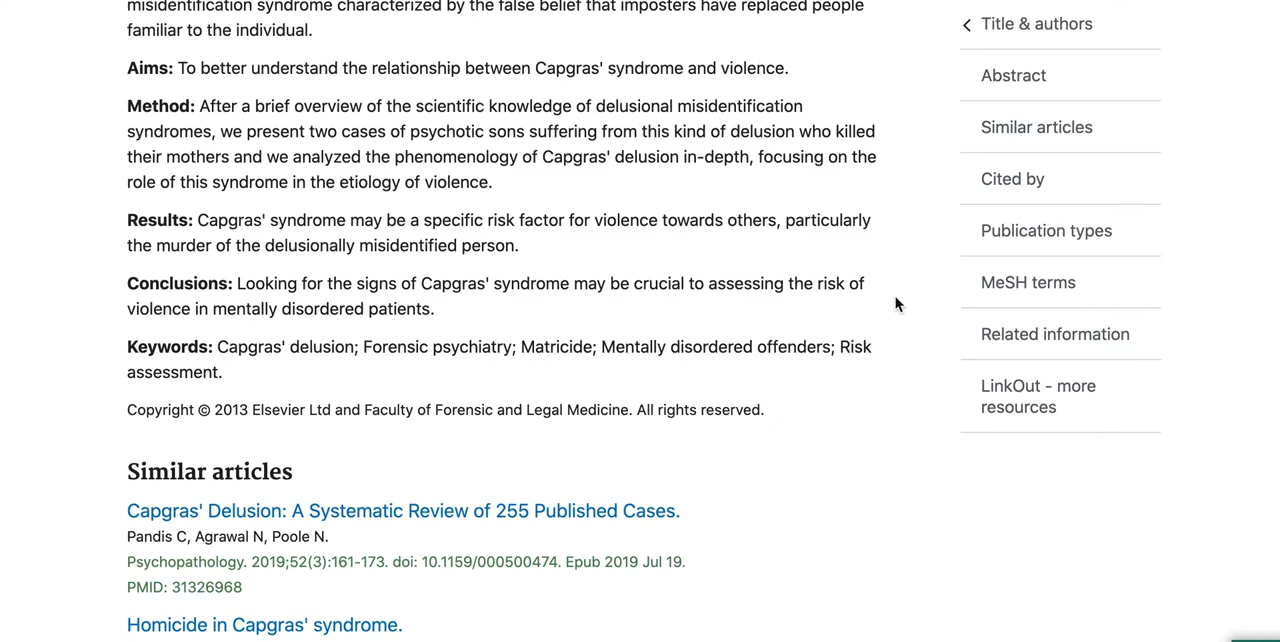 misidentification syndrome characterized by the false belief that imposters have replaced people
familiar to the individual.
Aims: To better understand the relationship between Capgras' syndrome and violence.
Method: After a brief overview of the scientific knowledge of delusional misidentification
syndromes, we present two cases of psychotic sons suffering from this kind of delusion who killed
their mothers and we analyzed the phenomenology of Capgras' delusion in-depth, focusing on the
role of this syndrome in the etiology of violence.
Results: Capgras' syndrome may be a specific risk factor for violence towards others, particularly
the murder of the delusionally misidentified person.
Conclusions: Looking for the signs of Capgras' syndrome may be crucial to assessing the risk of
violence in mentally disordered patients.
Keywords: Capgras' delusion; Forensic psychiatry; Matricide; Mentally disordered offenders; Risk
assessment.
Copyright © 2013 Elsevier Ltd and Faculty of Forensic and Legal Medicine. All rights reserved.
Similar articles
Capgras' Delusion: A Systematic Review of 255 Published Cases.
Pandis C, Agrawal N, Poole N.
Psychopathology. 2019;52(3):161-173. doi: 10.1159/000500474. Epub 2019 Jul 19.
PMID: 31326968
Homicide in Capgras' syndrome.
Title & authors
Abstract
Similar articles
Cited by
Publication types
MeSH terms
Related information
LinkOut - more
resources